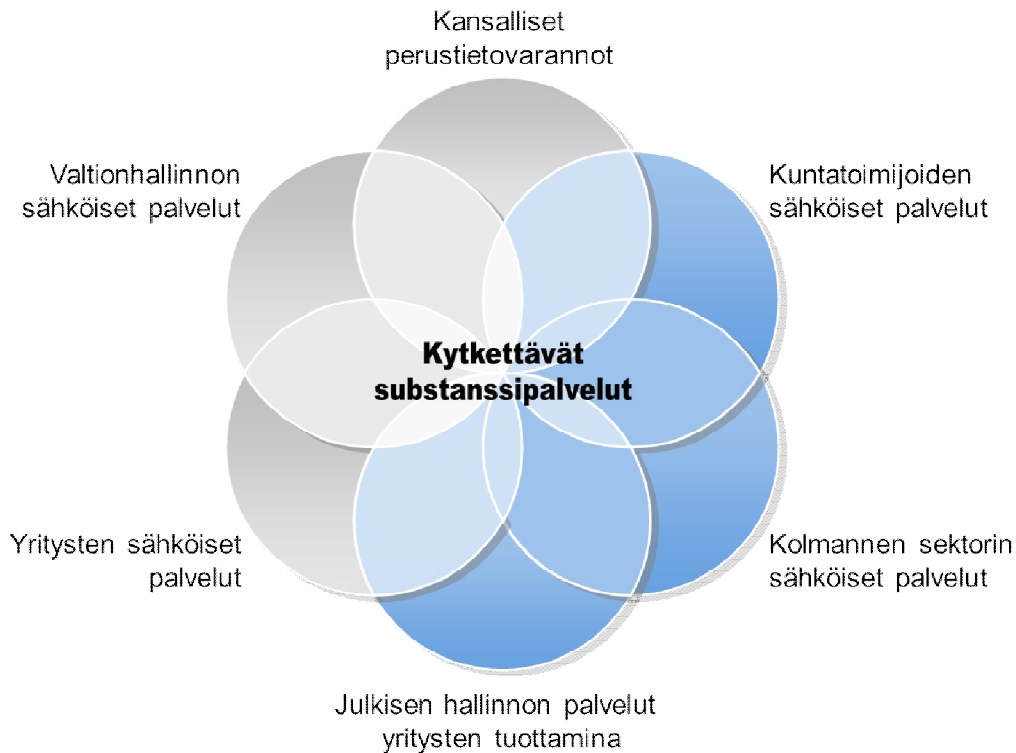 Kansalliset
perustietovarannot
Valtionhallinnon
sähköiset palvelut
Kuntatoimijoiden
sähköiset palvelut
Kytkettävät
substanssipalvelut
Yritysten sähköiset
palvelut
Kolmannen sektorin
sähköiset palvelut
Julkisen hallinnon palvelut
yritysten tuottamina